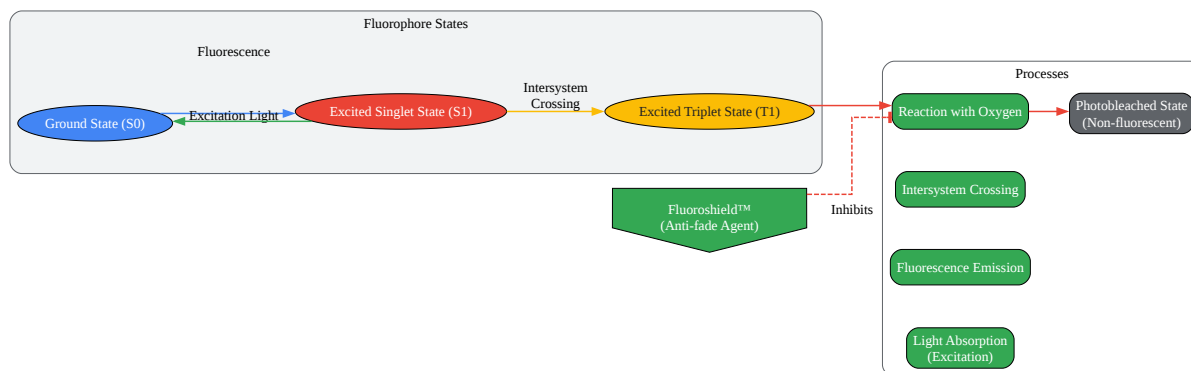 Fluorophore States
Fluorescence
Excitation Light
Ground State (S0)
Excited Singlet State (S1)
Intersystem
Crossing
Excited Triplet State (T1)
Processes
Reaction with Oxygen
Photobleached State
(Non-fluorescent)
Fluoroshield™
(Anti-fade Agent)
Inhibits
Intersystem Crossing
Fluorescence Emission
Light Absorption
(Excitation)